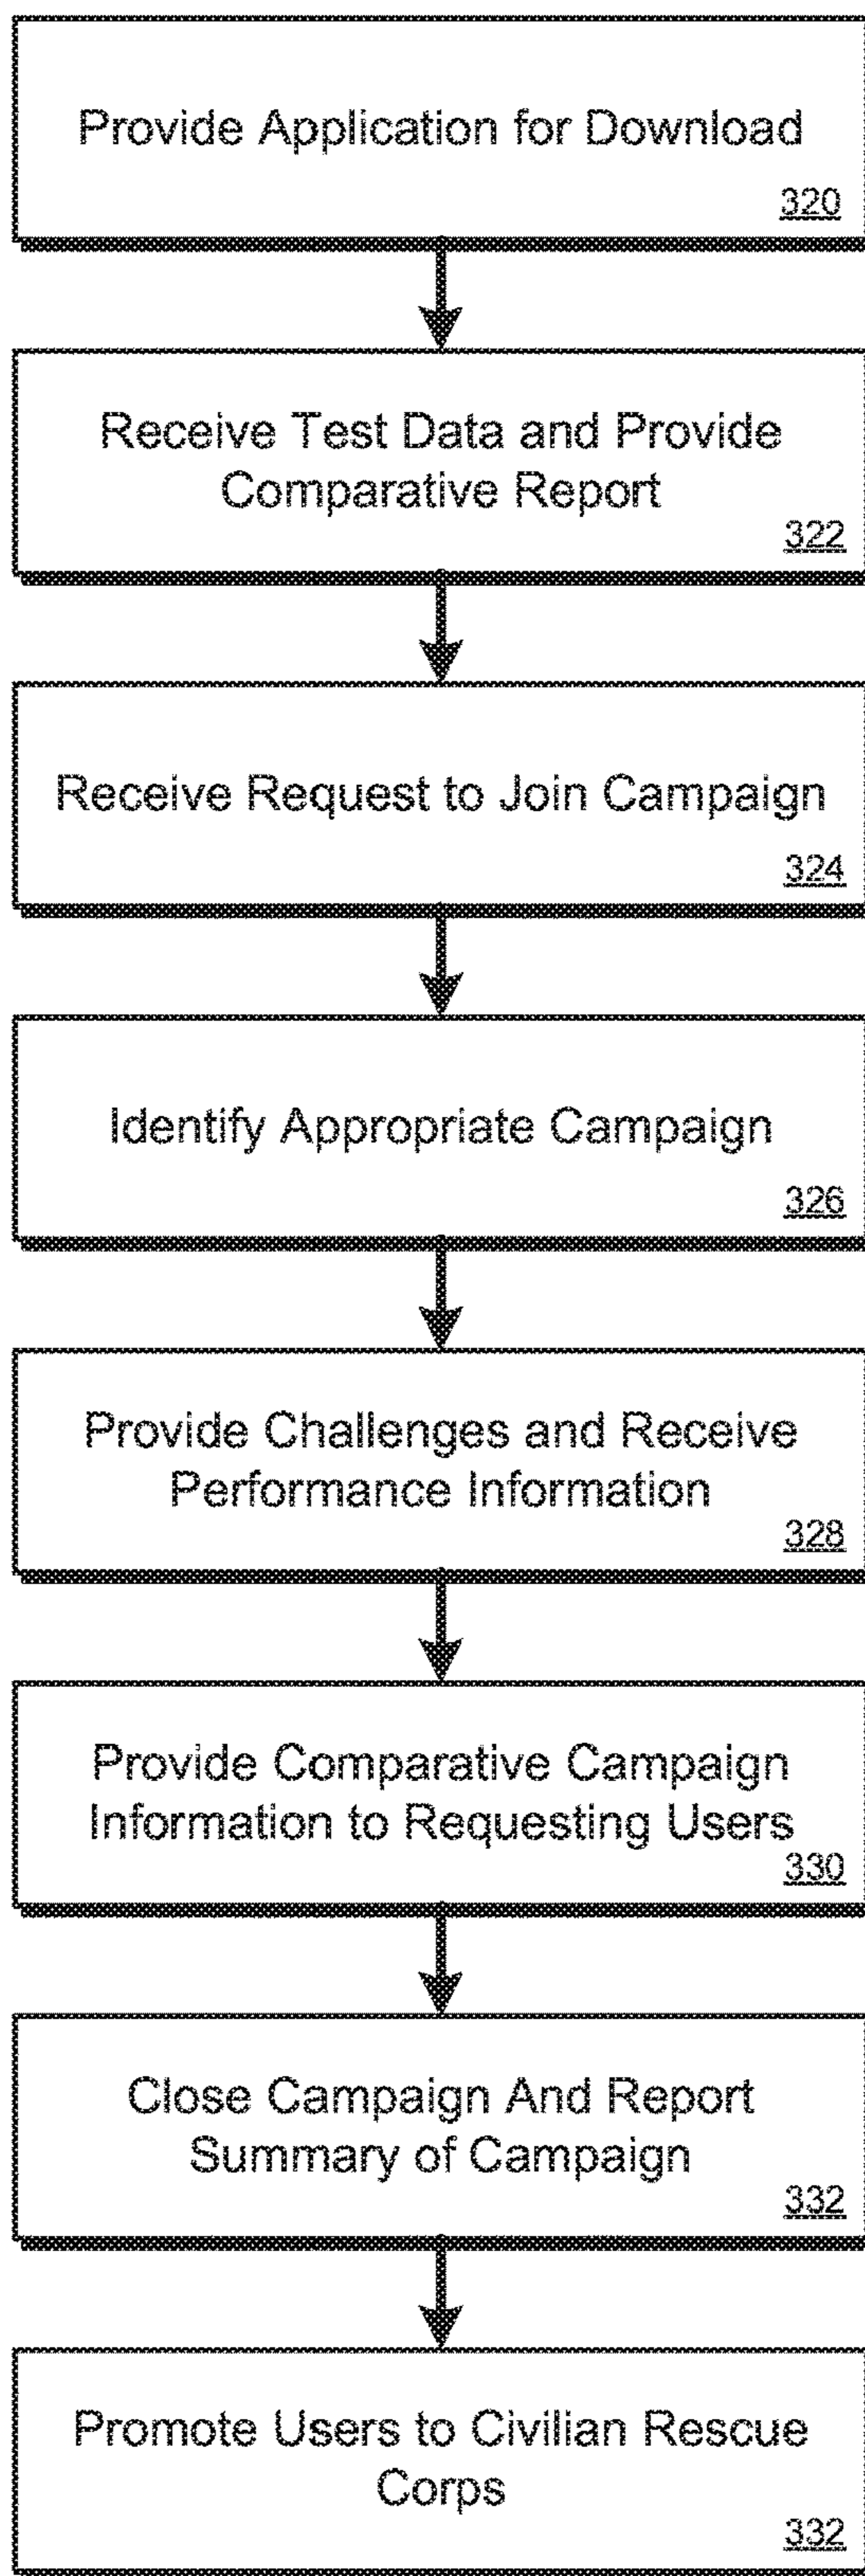 Provide Application for Download
320
Receive Test Data and Provide
Comparative Report
322
Receive Request to Join Campaign
324
Identify Appropriate Campaign
326
Provide Challenges and Receive
Performance Information
328
Provide Comparative Campaign
Information to Requesting Users
330
Close Campaign And Report
Summary of Campaign
332
Promote Users to Civilian Rescue
Corps
332